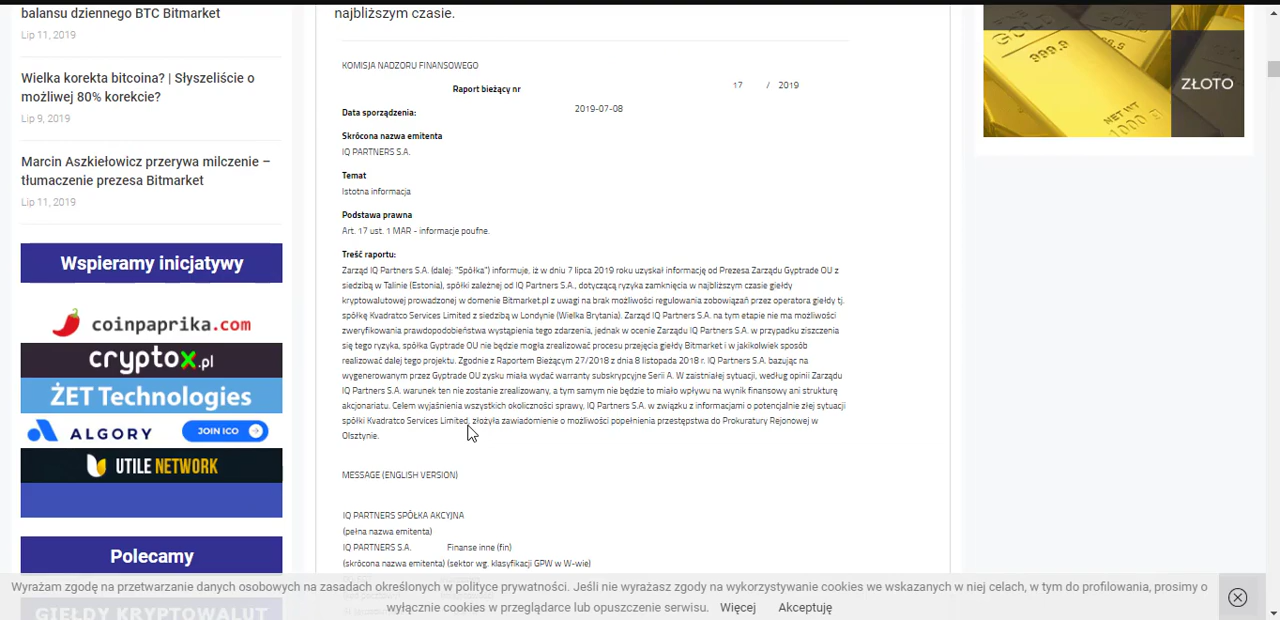 balansu dziennego BTC Bitmarket
Lip 11, 2019
Wielka korekta bitcoina? | Słyszeliście o
możliwej 80% korekcie?
Lip 9, 2019
Marcin Aszkiełowicz przerywa milczenie –
tłumaczenie prezesa Bitmarket
Lip 11, 2019
Wspieramy inicjatywy
coinpaprika.com
cryptox.pl
ŻET Technologies
ALGORY JOIN ICO
UTILE NETWORK
Polecamy
GIEŁDY KRYPTOWALUT
najbliższym czasie.
KOMISJA NADZORU FINANSOWEGO
Raport bieżący nr 17 / 2019
Data sporządzenia: 2019-07-08
Skrócona nazwa emitenta
IQ PARTNERS S.A.
Temat
Istotna informacja
Podstawa prawna
Art. 17 ust. 1 MAR - informacje poufne.
Treść raportu:
Zarząd IQ Partners S.A. (dalej: "Spółka") informuje, iż w dniu 7 lipca 2019 roku uzyskał informację od Prezesa Zarządu Gyptrade OU z
siedzibą w Talinie (Estonia), spółki zależnej od IQ Partners S.A., dotyczącą ryzyka zamknięcia w najbliższym czasie giełdy
kryptowalutowej prowadzonej w domenie Bitmarket.pl z uwagi na brak możliwości regulowania zobowiązań przez operatora giełdy tj.
spółkę Kvadratco Services Limited z siedzibą w Londynie (Wielka Brytania). Zarząd IQ Partners S.A. na tym etapie nie ma możliwości
zweryfikowania prawdopodobieństwa wystąpienia tego zdarzenia, jednak w ocenie Zarządu IQ Partners S.A. w przypadku ziszczenia
się tego ryzyka, spółka Gyptrade OU nie będzie mogła zrealizować procesu przejęcia giełdy Bitmarket i w jakikolwiek sposób
realizować dalej tego projektu. Zgodnie z Raportem Bieżącym 27/2018 z dnia 8 listopada 2018 r. IQ Partners S.A. bazując na
wygenerowanym przez Gyptrade OU zysku miała wydać warranty subskrypcyjne Serii A. W zaistniałej sytuacji, według opinii Zarządu
IQ Partners S.A. warunek ten nie zostanie zrealizowany, a tym samym nie będzie to miało wpływu na wynik finansowy ani strukturę
akcjonariatu. Celem wyjaśnienia wszystkich okoliczności sprawy, IQ Partners S.A. w związku z informacjami o potencjalnie złej sytuacji
spółki Kvadratco Services Limited, złożyła zawiadomienie o możliwości popełnienia przestępstwa do Prokuratury Rejonowej w
Olsztynie.
MESSAGE (ENGLISH VERSION)
IQ PARTNERS SPÓŁKA AKCYJNA
(pełna nazwa emitenta)
IQ PARTNERS S.A. Finanse inne (fin)
(skrócona nazwa emitenta) (sektor wg. klasyfikacji GPW w W-wie)
GOLD
999.9
NET WT
1000
ZŁOTO
Wyrażam zgodę na przetwarzanie danych osobowych na zasadach określonych w polityce prywatności. Jeśli nie wyrażasz zgody na wykorzystywanie cookies we wskazanych w niej celach, w tym do profilowania, prosimy o
wyłącznie cookies w przeglądarce lub opuszczenie serwisu. Więcej Akceptuję